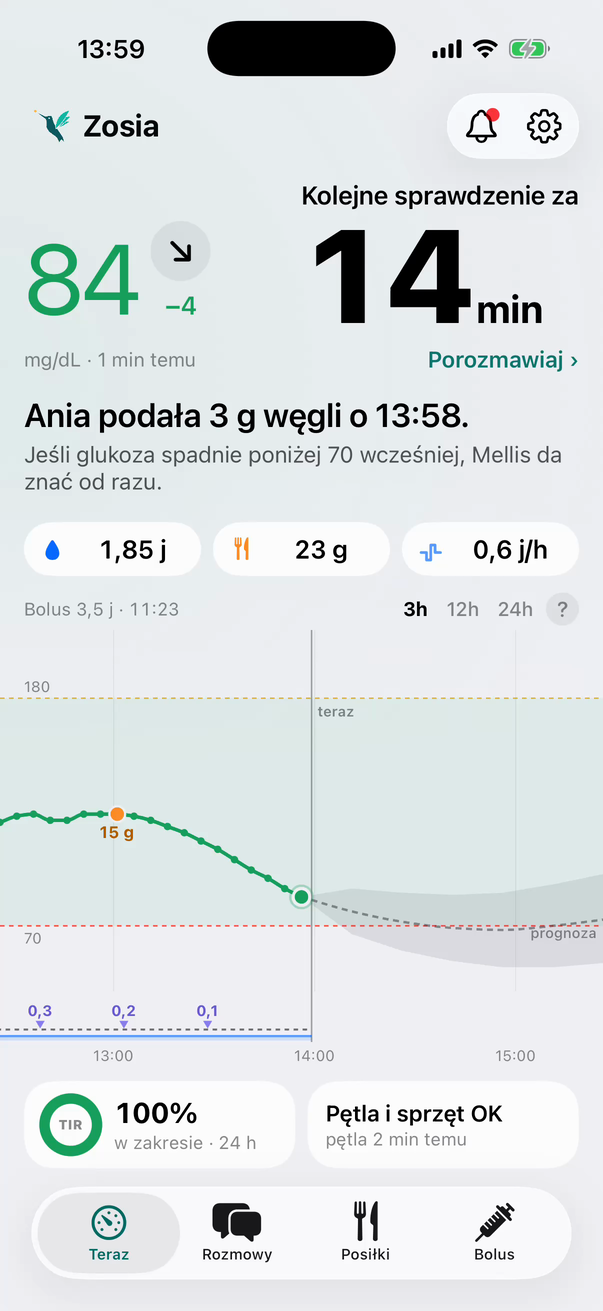 13:59
Zosia
Kolejne sprawdzenie za
84
−4
14 min
mg/dL · 1 min temu
Porozmawiaj ›
Ania podała 3 g węgli o 13:58.
Jeśli glukoza spadnie poniżej 70 wcześniej, Mellis da
znać od razu.
1,85 j
23 g
0,6 j/h
Bolus 3,5 j · 11:23
3h 12h 24h ?
180
teraz
15 g
70
prognoza
0,3 0,2 0,1
13:00 14:00 15:00
TIR
100%
w zakresie · 24 h
Pętla i sprzęt OK
pętla 2 min temu
Teraz Rozmowy Posiłki Bolus